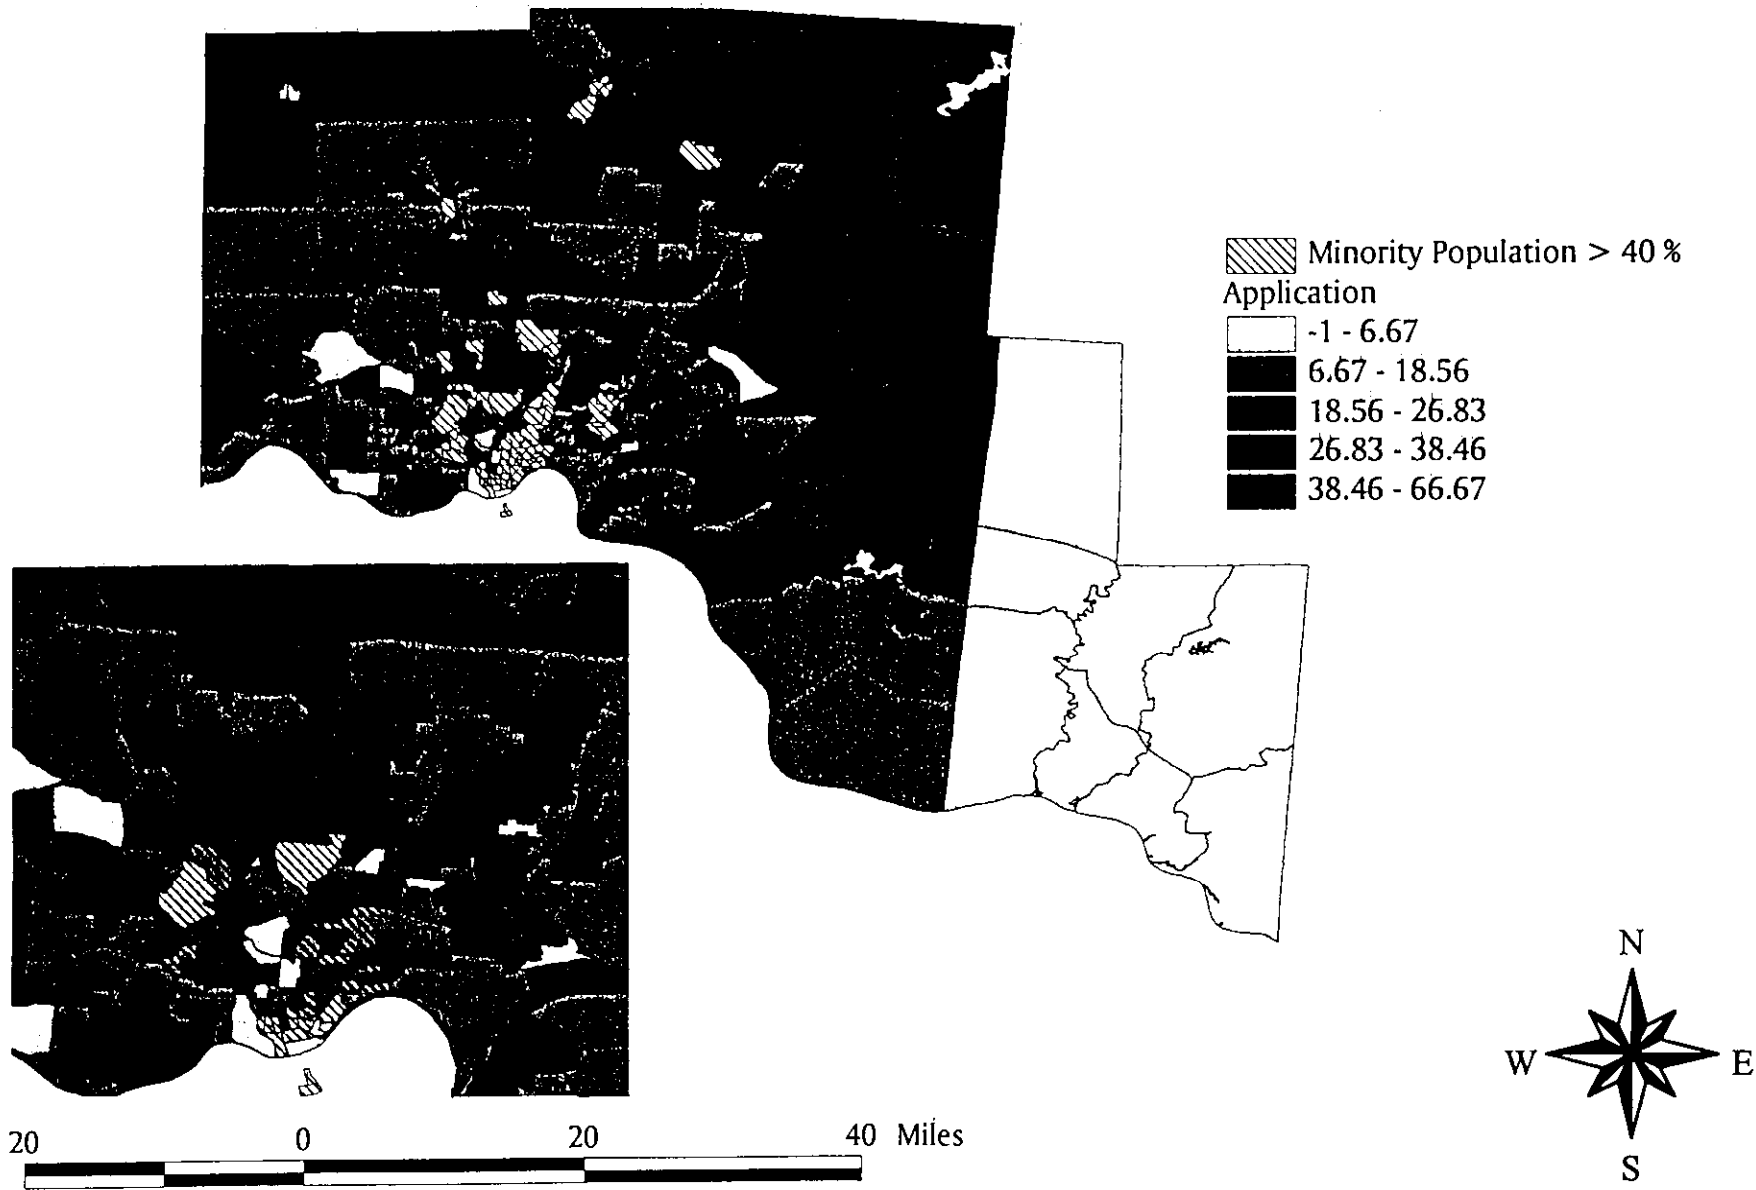 Minority Population > 40 %
Application
-1 - 6.67
6.67 - 18.56
18.56 - 26.83
26.83 - 38.46
38.46 - 66.67
N
W E
S
20 0 20 40 Miles